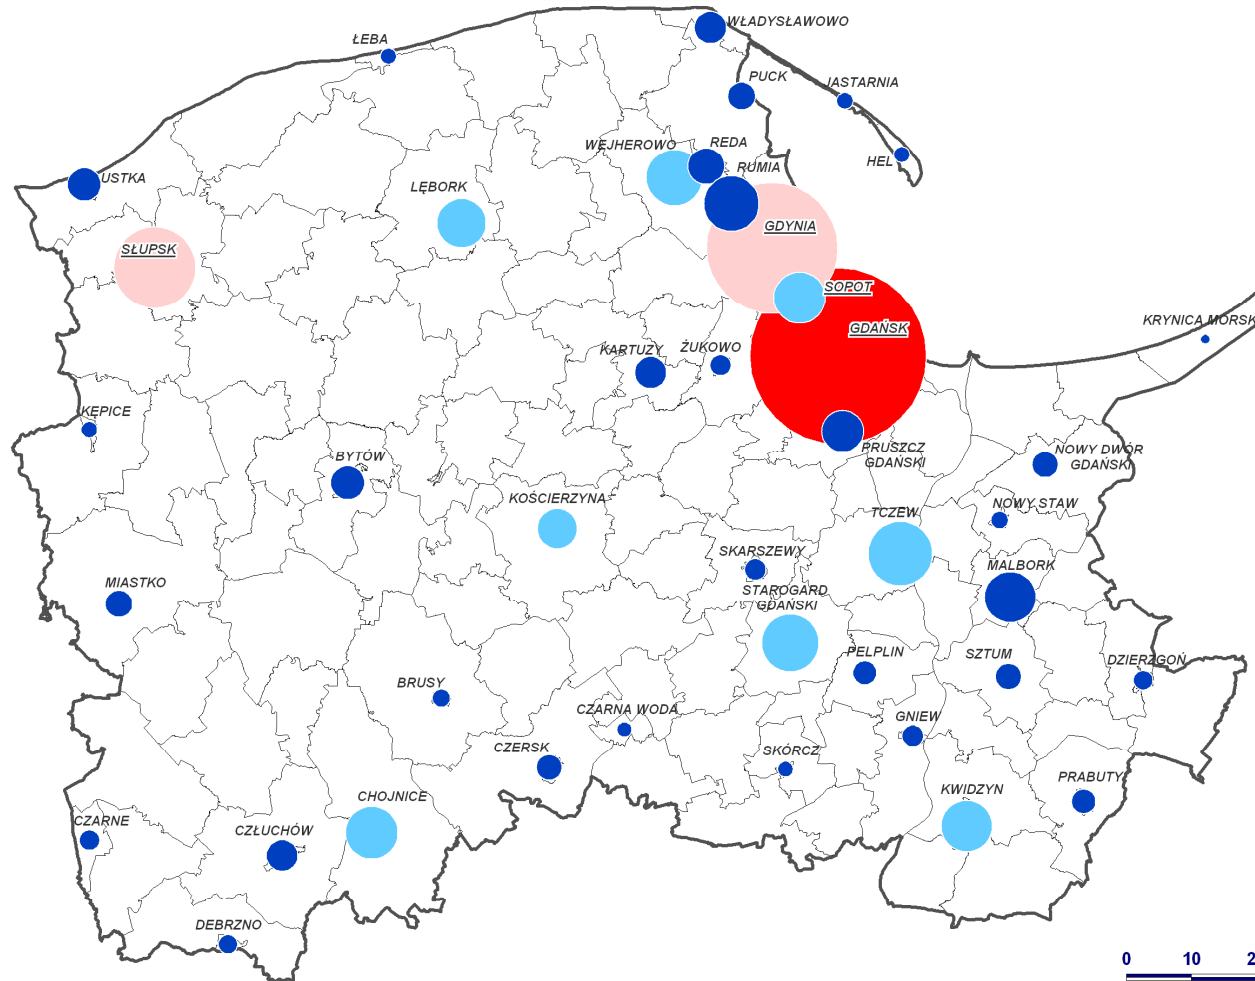 WŁADYSŁAWOWO
ŁEBA
PUCK
JASTARNIA
REDA
WEJHEROWO
HEL
RUMIA
USTKA
LĘBORK
GDYNIA
SŁUPSK
SOPOT
KRYNICA MORSK
GDAŃSK
KARTUZY
ŻUKOWO
KĘPICE
PRUSZCZ
GDAŃSKI
NOWY DWÓR
GDAŃSKI
BYTÓW
KOŚCIERZYNA
NOWY STAW
TCZEW
SKARSZEWY
MALBORK
MIASTKO
STAROGARD
GDAŃSKI
PELPLIN
SZTUM
DZIERZGOŃ
BRUSY
CZARNA WODA
GNIEW
CZERSK
SKÓRCZ
PRABUTY
KWIDZYN
CHOJNICE
CZARNE
CZŁUCHÓW
DEBRZNO
0 10 2